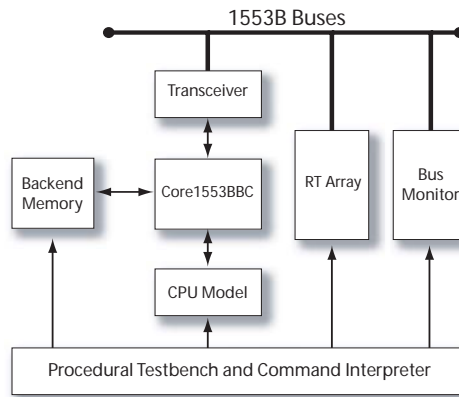 1553B Buses
Transceiver
Backend
Memory
Core1553BBC
RT Array
Bus
Monitor
CPU Model
Procedural Testbench and Command Interpreter